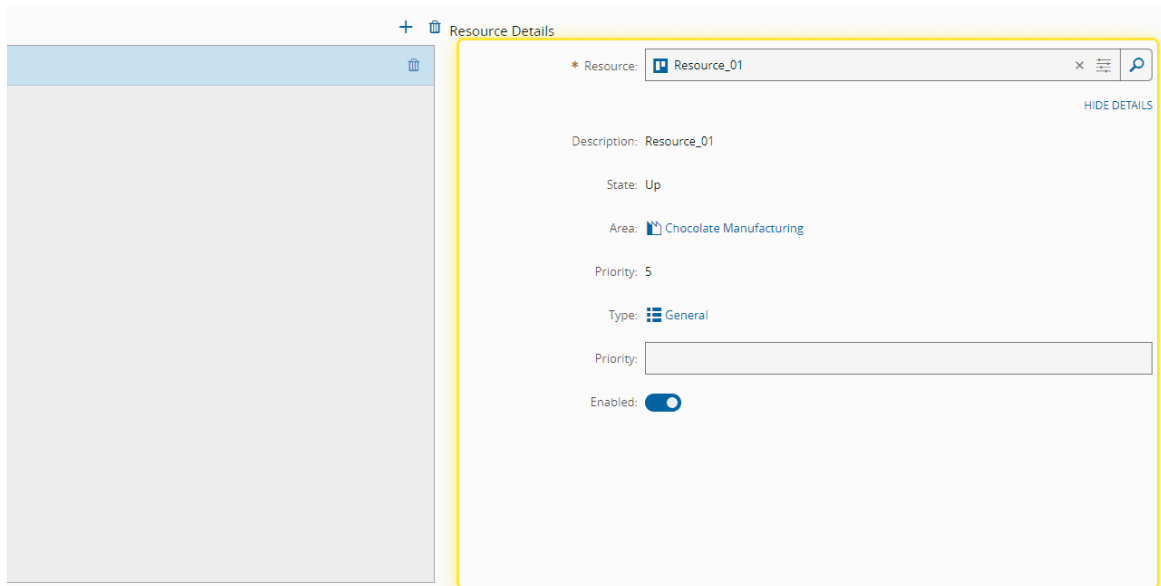 Resource Details
* Resource: Resource_01
HIDE DETAILS
Description: Resource_01
State: Up
Area: Chocolate Manufacturing
Priority: 5
Type: General
Priority:
Enabled: